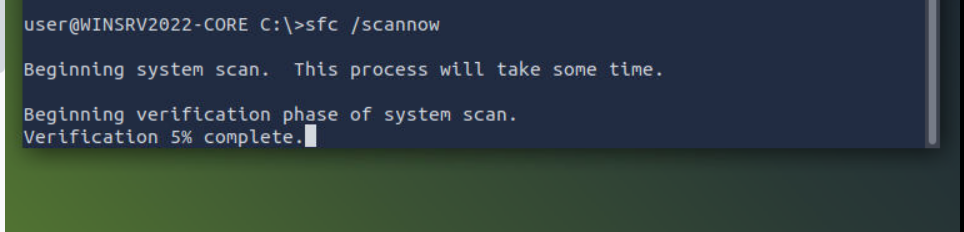 user@WINSRV2022-CORE C:\>sfc /scannow
Beginning system scan.  This process will take some time.
Beginning verification phase of system scan.
Verification 5% complete.